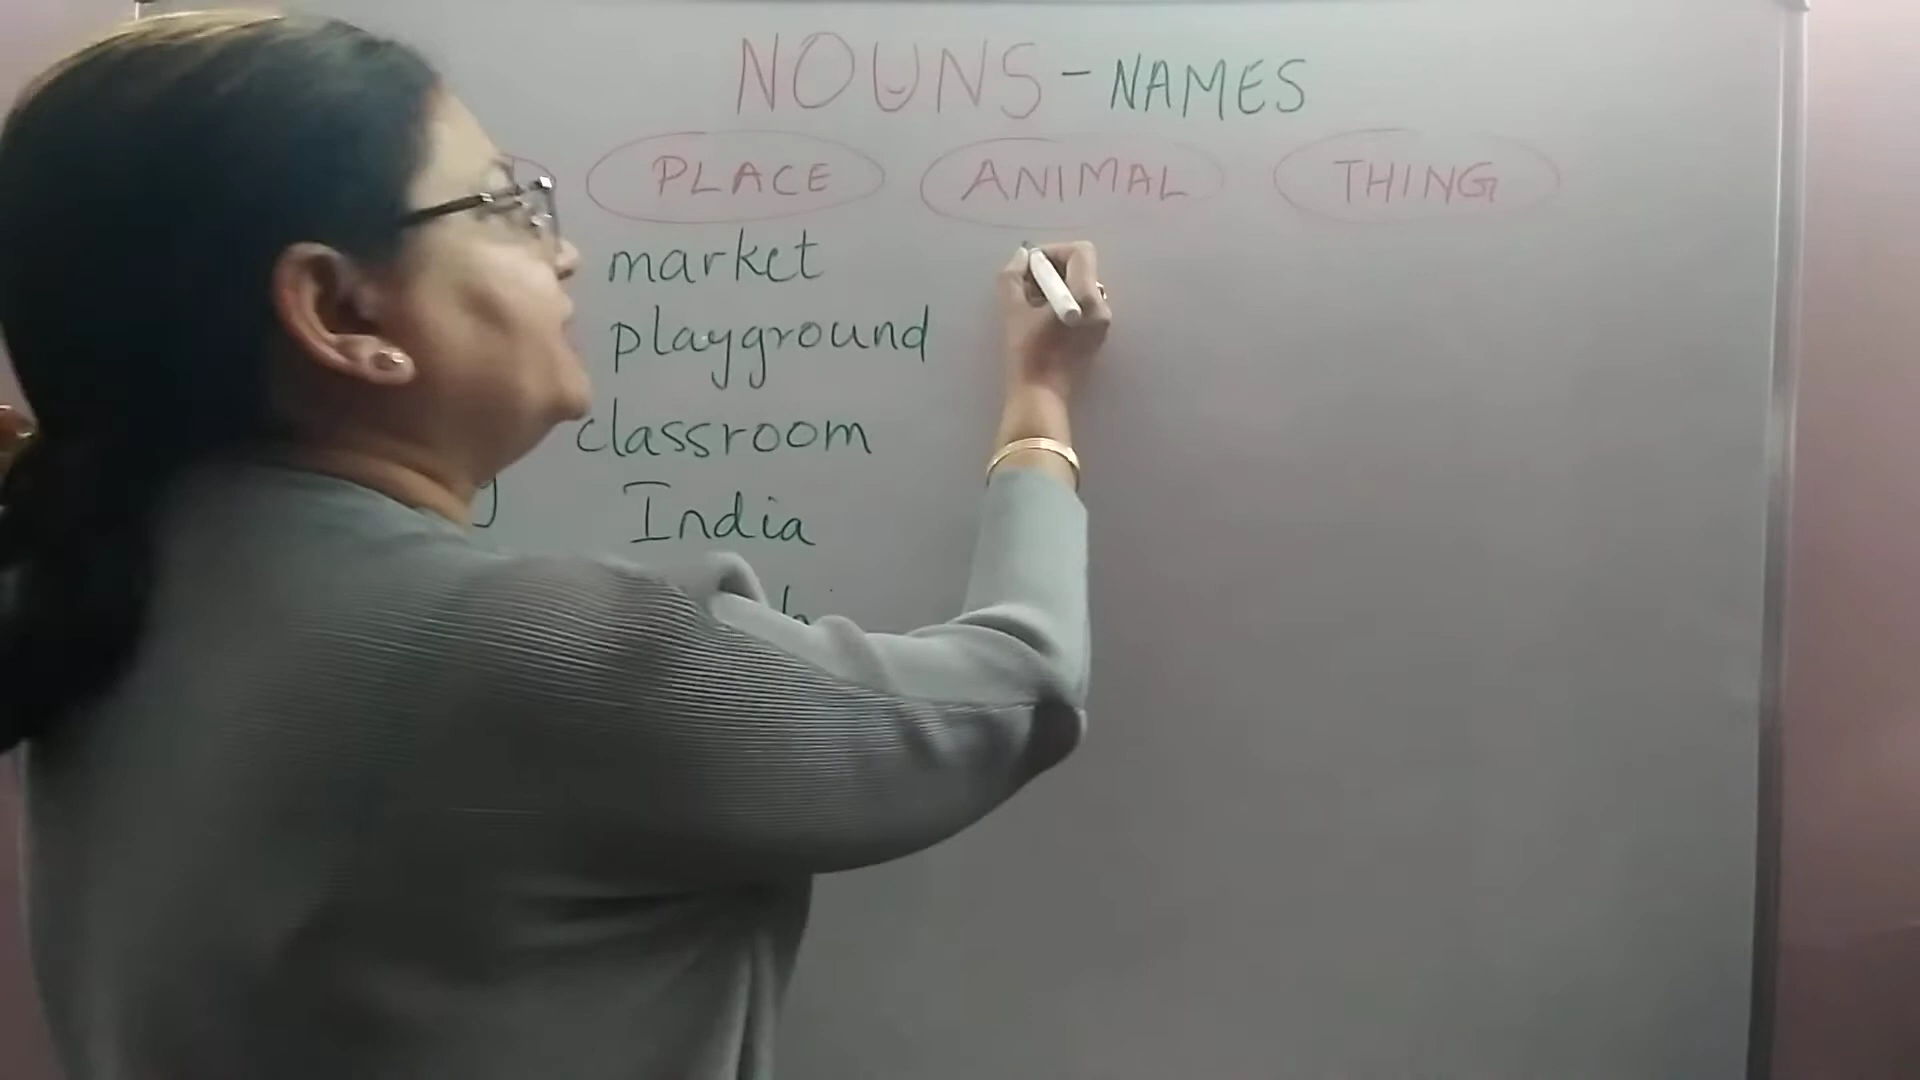 NOUNS - NAMES
PLACE ANIMAL THING
market
playground
classroom
India